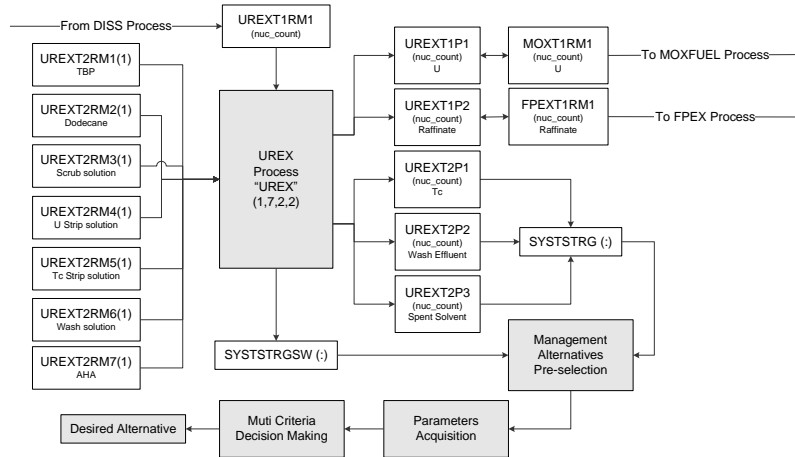 From DISS Process
UREXT1RM1
(nuc_count)
UREXT2RM1(1)
TBP
UREXT2RM2(1)
Dodecane
UREXT2RM3(1)
Scrub solution
UREXT2RM4(1)
U Strip solution
UREXT2RM5(1)
Tc Strip solution
UREXT2RM6(1)
Wash solution
UREXT2RM7(1)
AHA
UREX
Process
“UREX”
(1,7,2,2)
UREXT1P1
(nuc_count)
U
MOXT1RM1
(nuc_count)
U
To MOXFUEL Process
UREXT1P2
(nuc_count)
Raffinate
FPEXT1RM1
(nuc_count)
Raffinate
To FPEX Process
UREXT2P1
(nuc_count)
Tc
UREXT2P2
(nuc_count)
Wash Effluent
UREXT2P3
(nuc_count)
Spent Solvent
SYSTSTRG (:)
SYSTSTRGSW (:)
Management
Alternatives
Pre-selection
Parameters
Acquisition
Muti Criteria
Decision Making
Desired Alternative